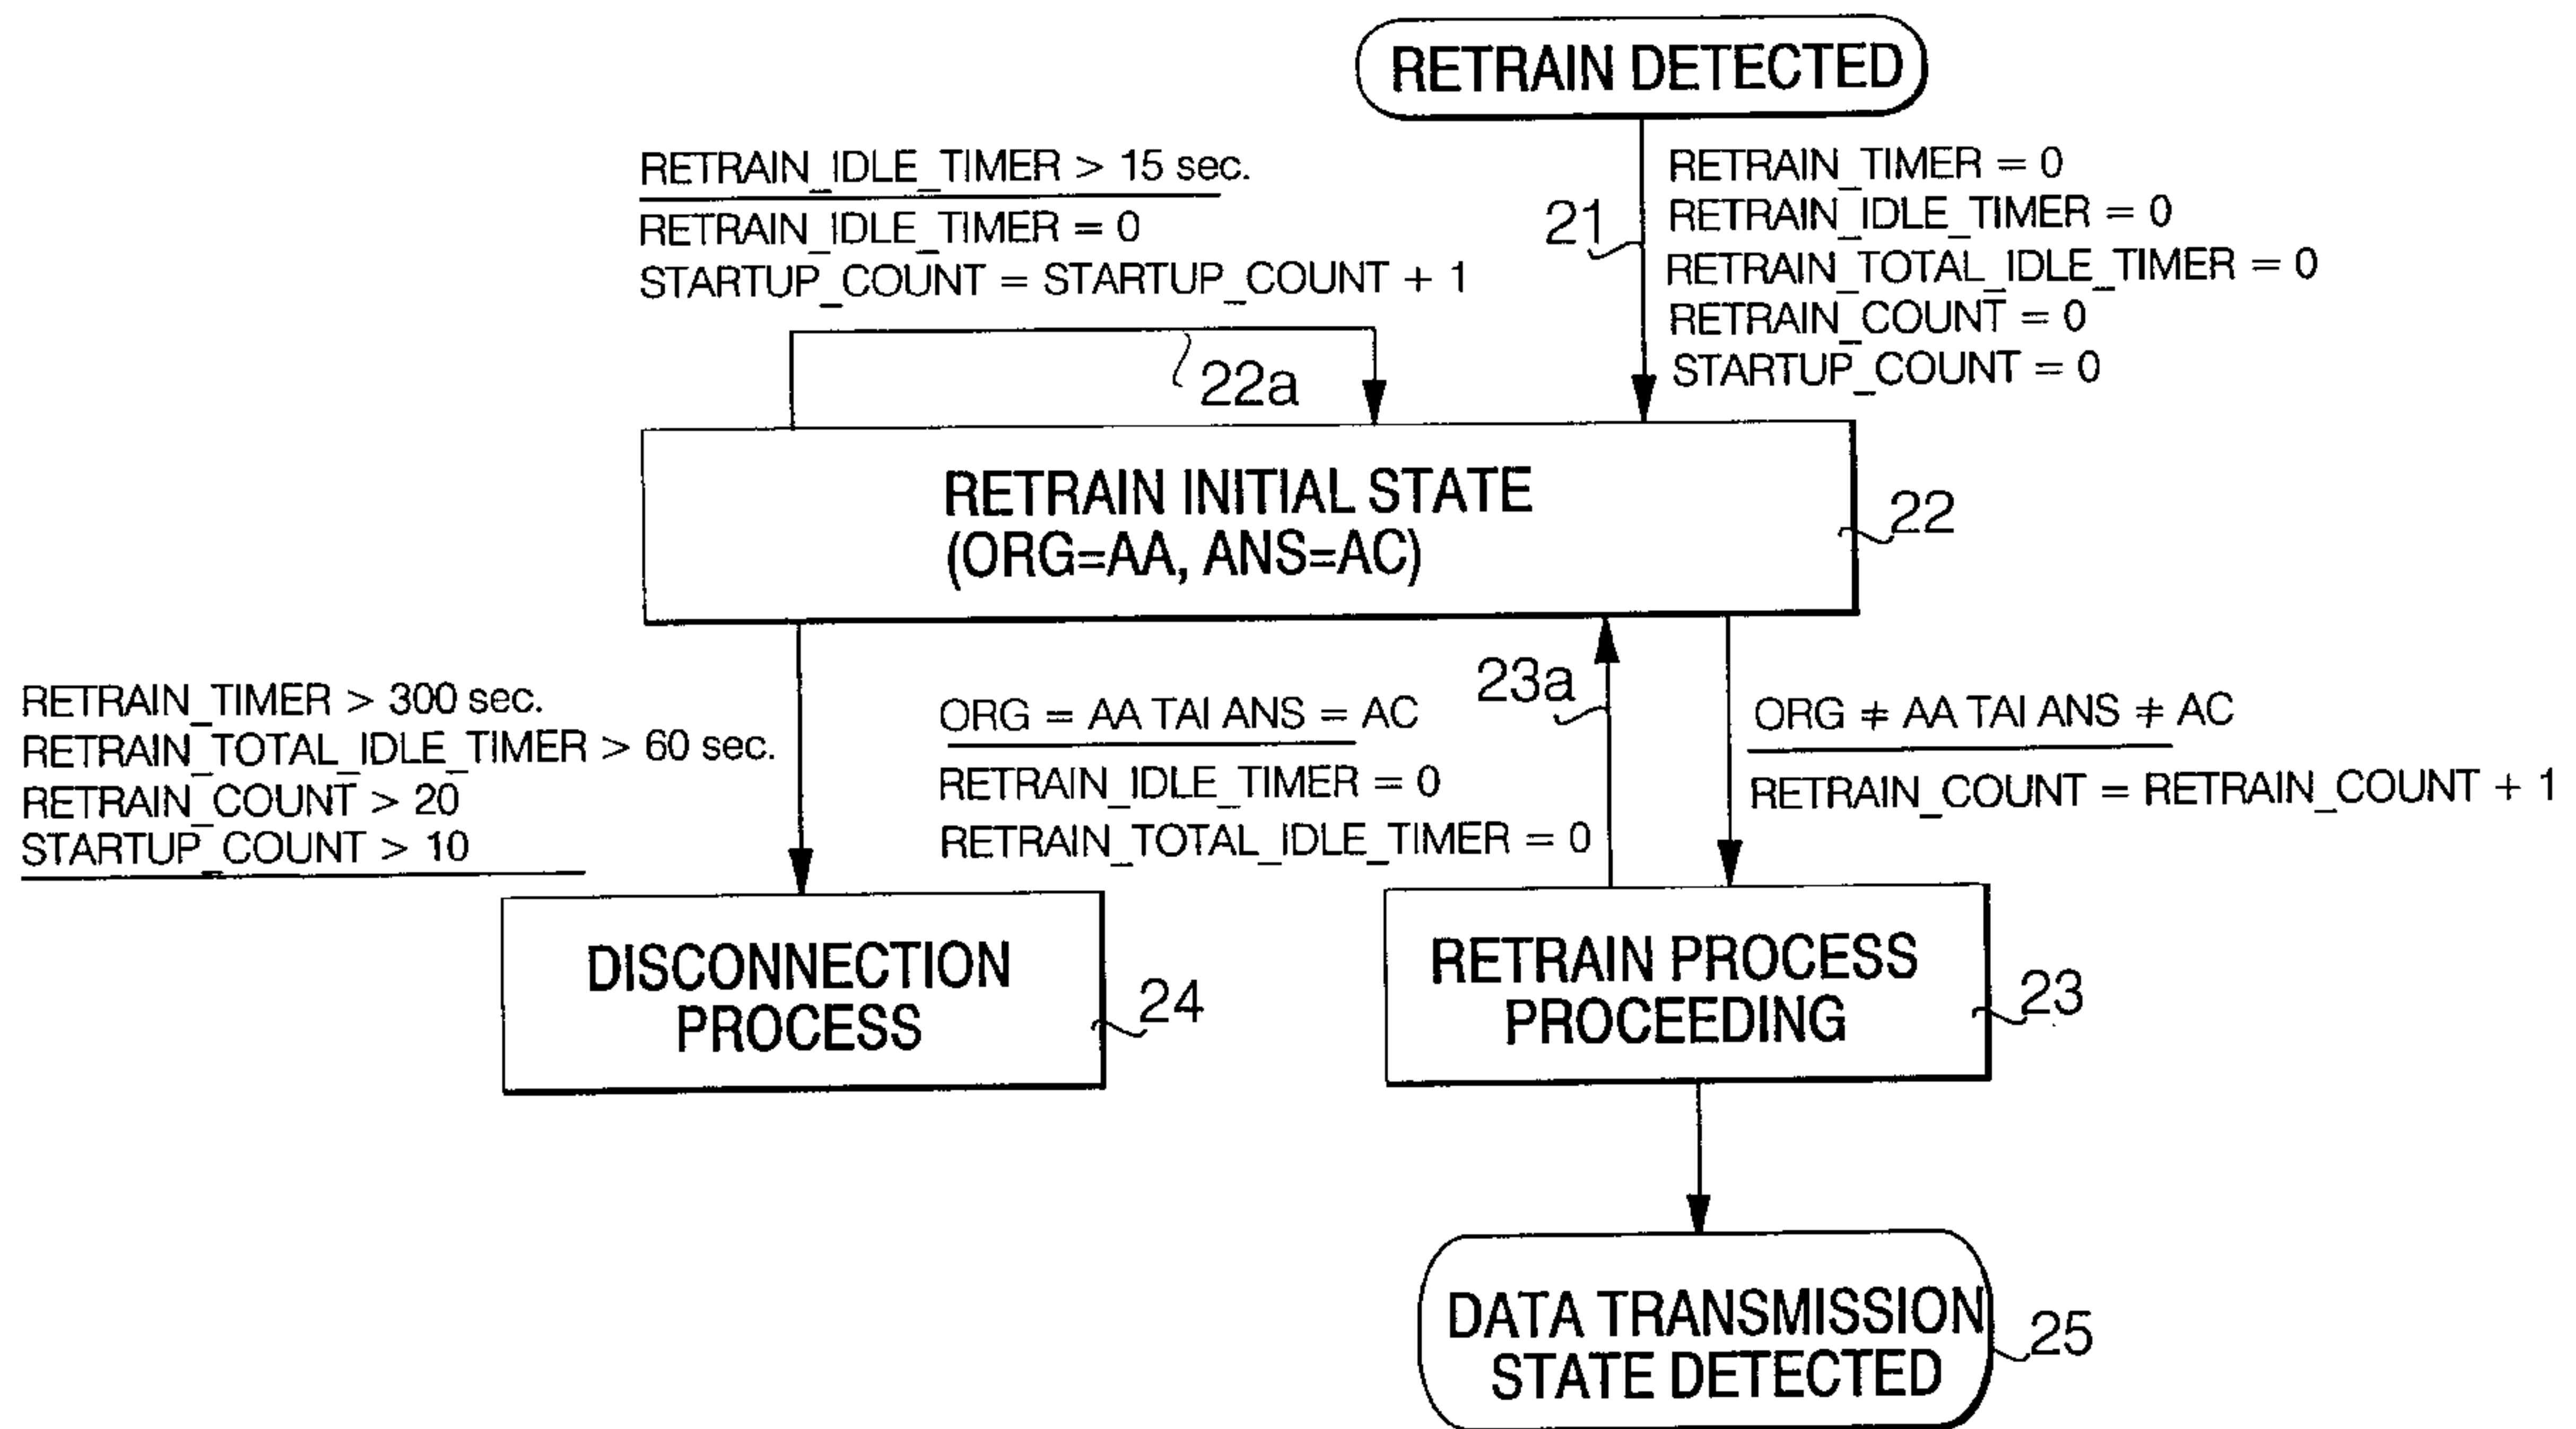 RETRAIN DETECTED
RETRAIN_IDLE_TIMER > 15 sec.
RETRAIN_IDLE_TIMER = 0
STARTUP_COUNT = STARTUP_COUNT + 1
21
RETRAIN_TIMER = 0
RETRAIN_IDLE_TIMER = 0
RETRAIN_TOTAL_IDLE_TIMER = 0
RETRAIN_COUNT = 0
STARTUP_COUNT = 0
22a
RETRAIN INITIAL STATE
(ORG=AA, ANS=AC)
22
RETRAIN_TIMER > 300 sec.
RETRAIN_TOTAL_IDLE_TIMER > 60 sec.
RETRAIN_COUNT > 20
STARTUP_COUNT > 10
ORG = AA TAI ANS = AC
RETRAIN_IDLE_TIMER = 0
RETRAIN_TOTAL_IDLE_TIMER = 0
23a
ORG ≠ AA TAI ANS ≠ AC
RETRAIN_COUNT = RETRAIN_COUNT + 1
DISCONNECTION
PROCESS
24
RETRAIN PROCESS
PROCEEDING
23
DATA TRANSMISSION
STATE DETECTED
25